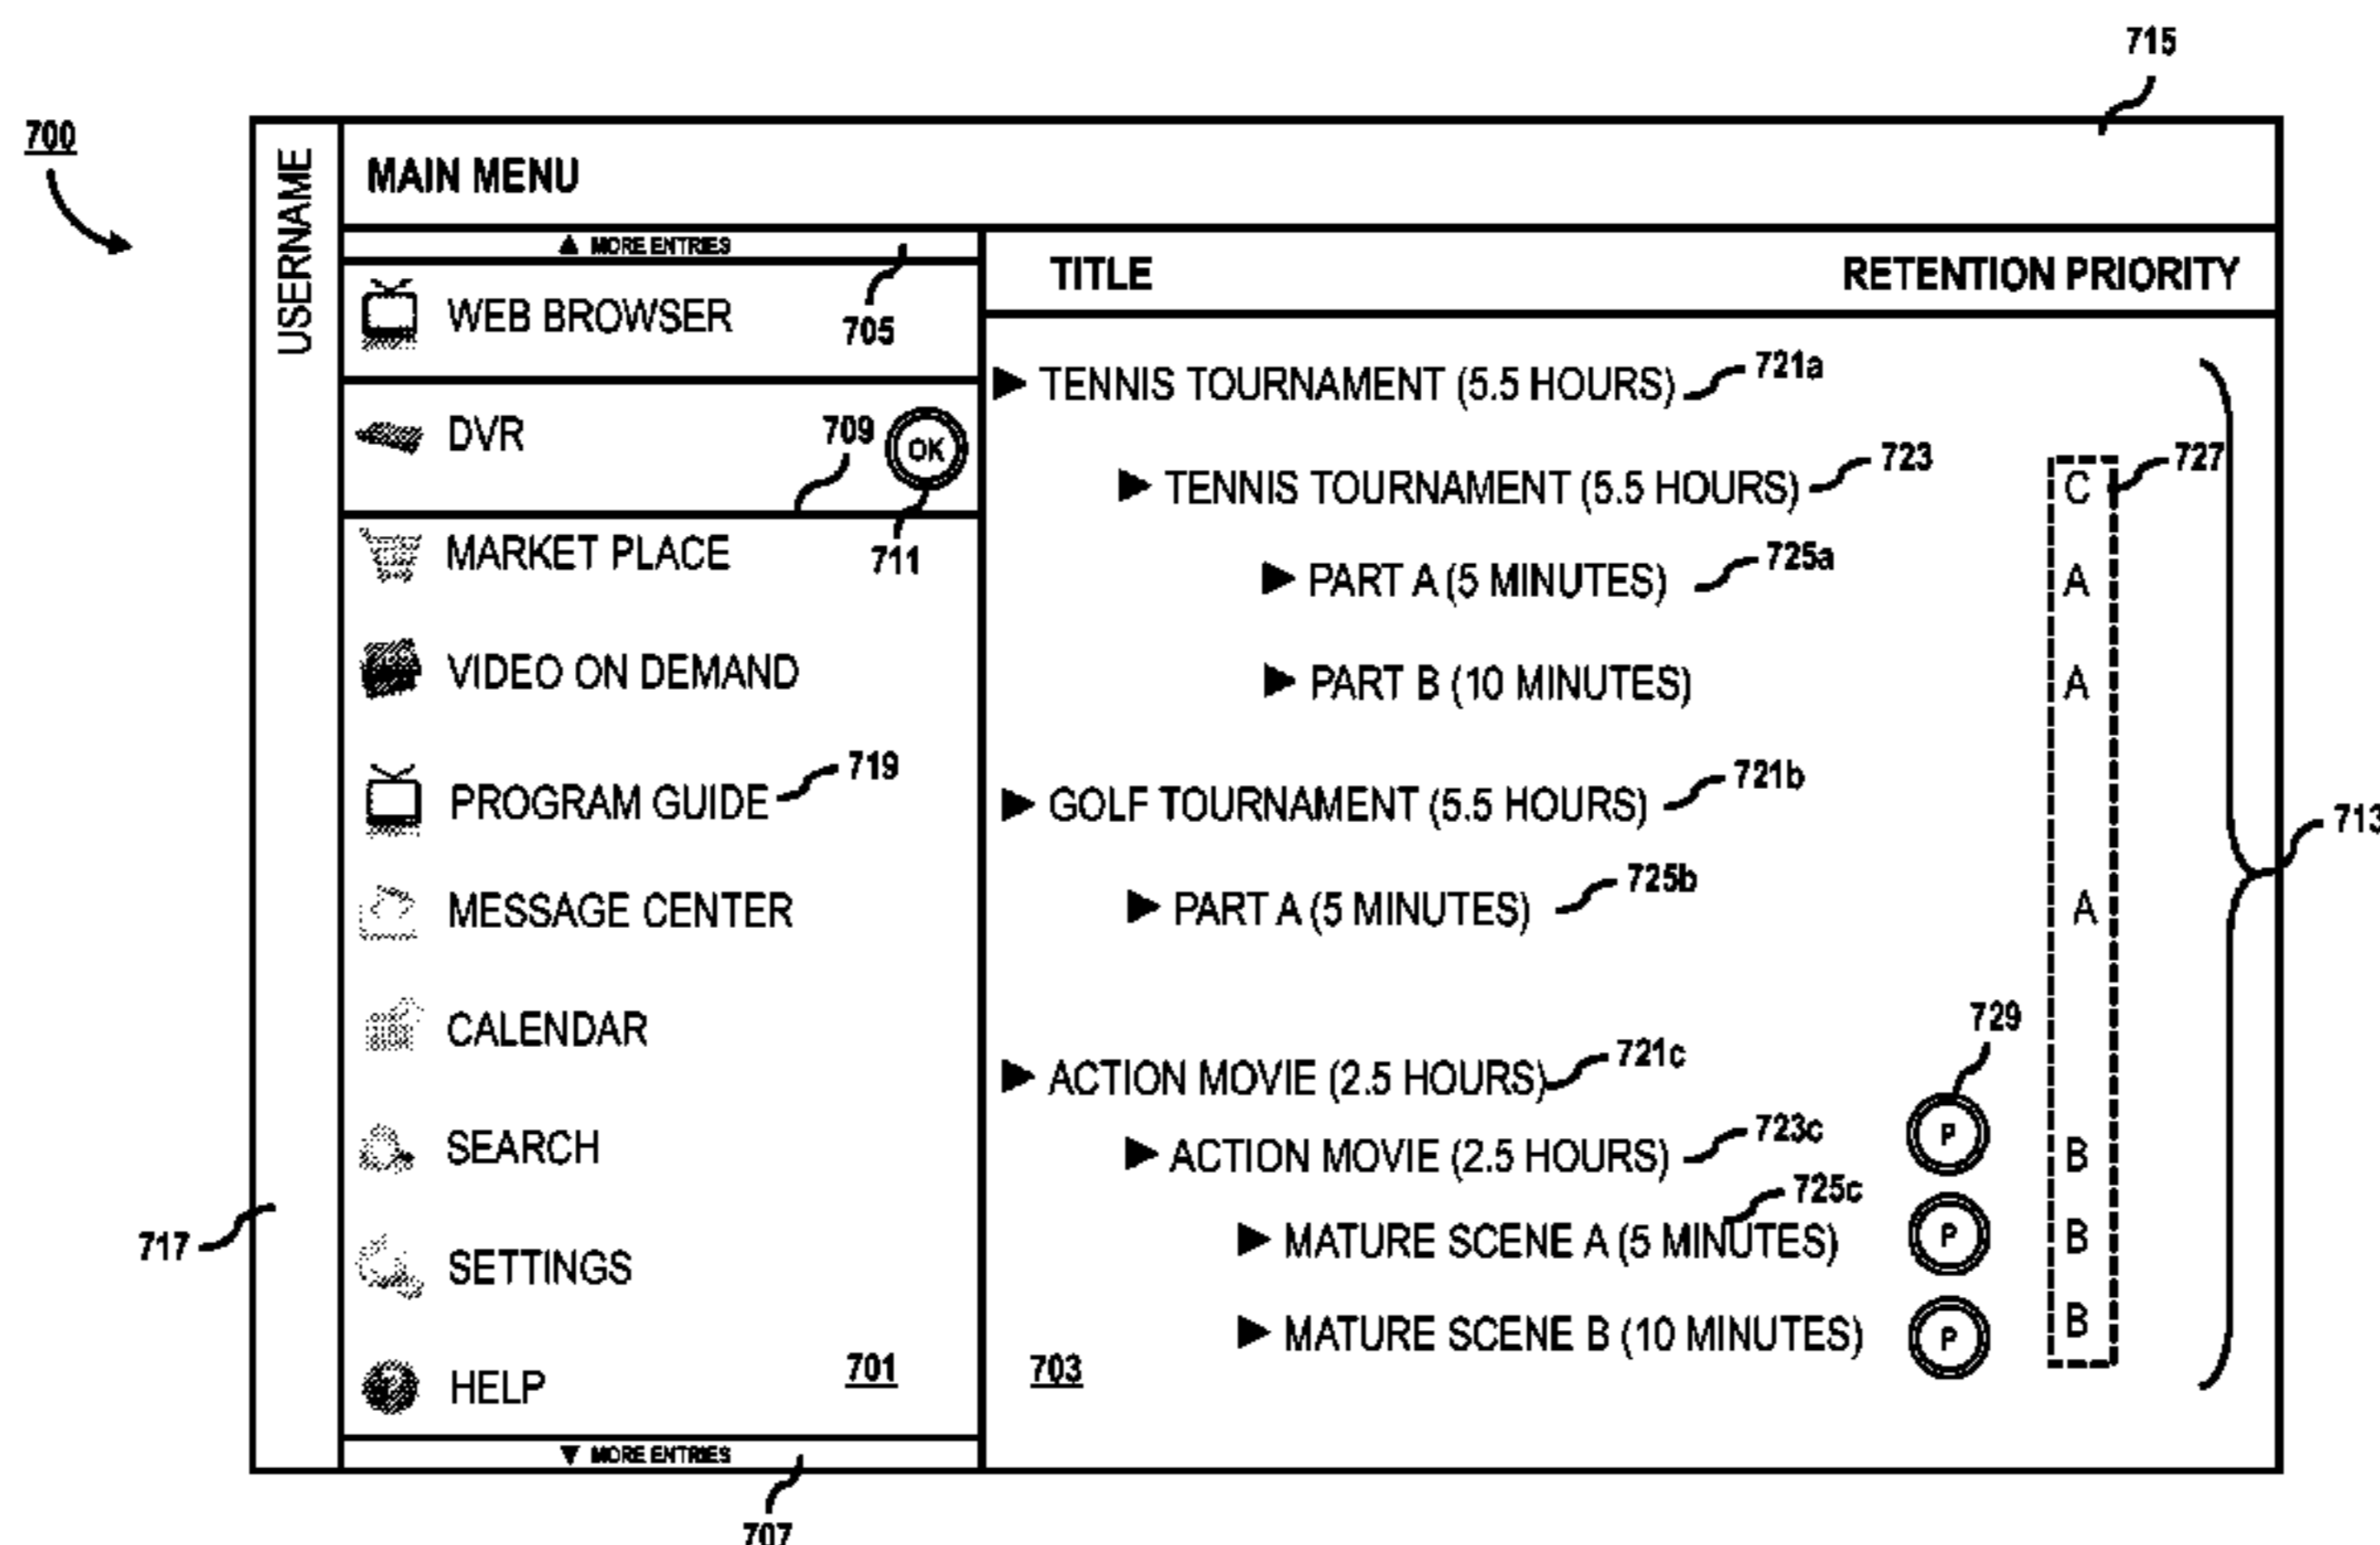 715
700
USERNAME
MAIN MENU
▲ MORE ENTRIES
705
TITLE RETENTION PRIORITY
WEB BROWSER
DVR
709
OK
711
MARKET PLACE
VIDEO ON DEMAND
PROGRAM GUIDE 719
MESSAGE CENTER
CALENDAR
SEARCH
SETTINGS
HELP
701
▼ MORE ENTRIES
707
717
▶ TENNIS TOURNAMENT (5.5 HOURS) 721a
▶ TENNIS TOURNAMENT (5.5 HOURS) 723 C 727
▶ PART A (5 MINUTES) 725a A
▶ PART B (10 MINUTES) A
▶ GOLF TOURNAMENT (5.5 HOURS) 721b
713
▶ PART A (5 MINUTES) 725b A
729
▶ ACTION MOVIE (2.5 HOURS) 721c
▶ ACTION MOVIE (2.5 HOURS) 723c P B
▶ MATURE SCENE A (5 MINUTES) 725c P B
▶ MATURE SCENE B (10 MINUTES) P B
703